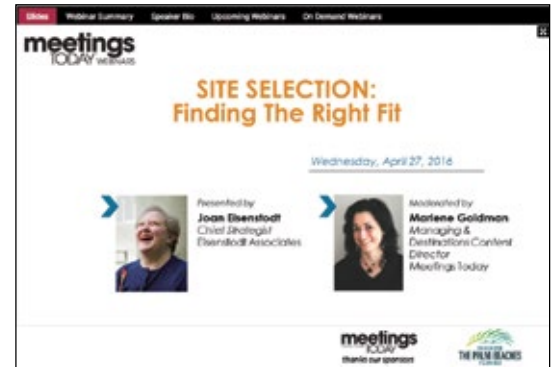 Slides Webinar Summary Speaker Bio Upcoming Webinars On Demand Webinars
meetings
TODAY WEBINARS
SITE SELECTION:
Finding The Right Fit
Wednesday, April 27, 2016
Presented by
Joan Eisenstodt
Chief Strategist
Eisenstodt Associates
Moderated by
Marlene Goldman
Managing &
Destinations Content
Director
Meetings Today
meetings
TODAY
thanks our sponsors
THE PALM BEACHES